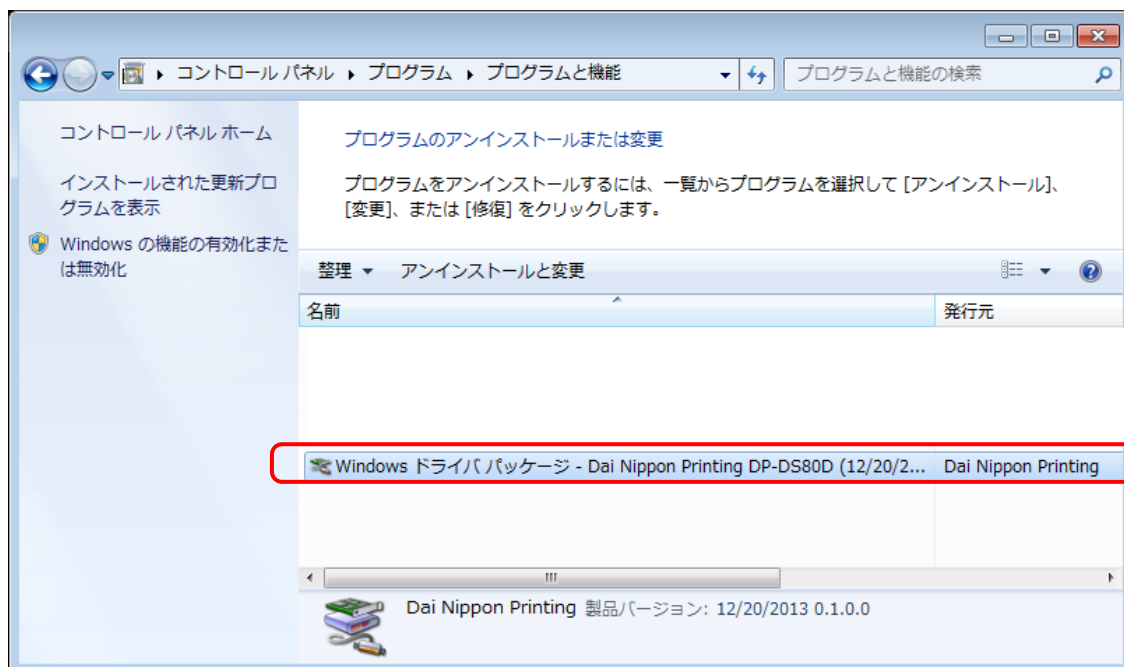 コントロール パネル ▸ プログラム ▸ プログラムと機能
プログラムと機能の検索
コントロール パネル ホーム
インストールされた更新プロ
グラムを表示
Windows の機能の有効化また
は無効化
プログラムのアンインストールまたは変更
プログラムをアンインストールするには、一覧からプログラムを選択して [アンインストール]、
[変更]、または [修復] をクリックします。
整理 ▼ アンインストールと変更
名前 発行元
Windows ドライバ パッケージ - Dai Nippon Printing DP-DS80D (12/20/2... Dai Nippon Printing
Dai Nippon Printing 製品バージョン: 12/20/2013 0.1.0.0